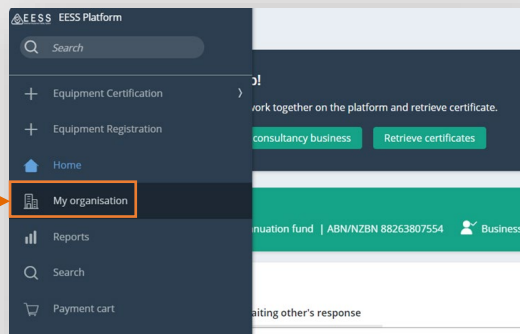 EESS EESS Platform
Search
Equipment Certification
Equipment Registration
Home
My organisation
Reports
Search
Payment cart
o!
work together on the platform and retrieve certificate.
consultancy business Retrieve certificates
nuation fund | ABN/NZBN 88263807554 Business
aiting other's response